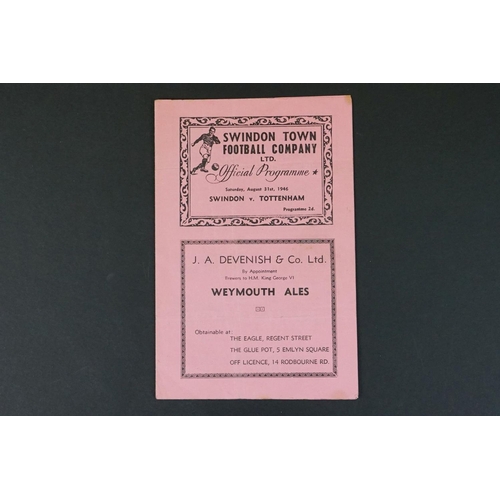 SWINDON TOWN
FOOTBALL COMPANY
LTD.
Official Programme
Saturday, August 31st, 1946
SWINDON v. TOTTENHAM
Programme 2d.
J. A. DEVENISH & Co. Ltd.
By Appointment
Brewers to H.M. King George VI
WEYMOUTH ALES
Obtainable at
THE EAGLE, REGENT STREET
THE GLUE POT, 5 EMLYN SQUARE
OFF LICENCE, 14 RODBOURNE RD.